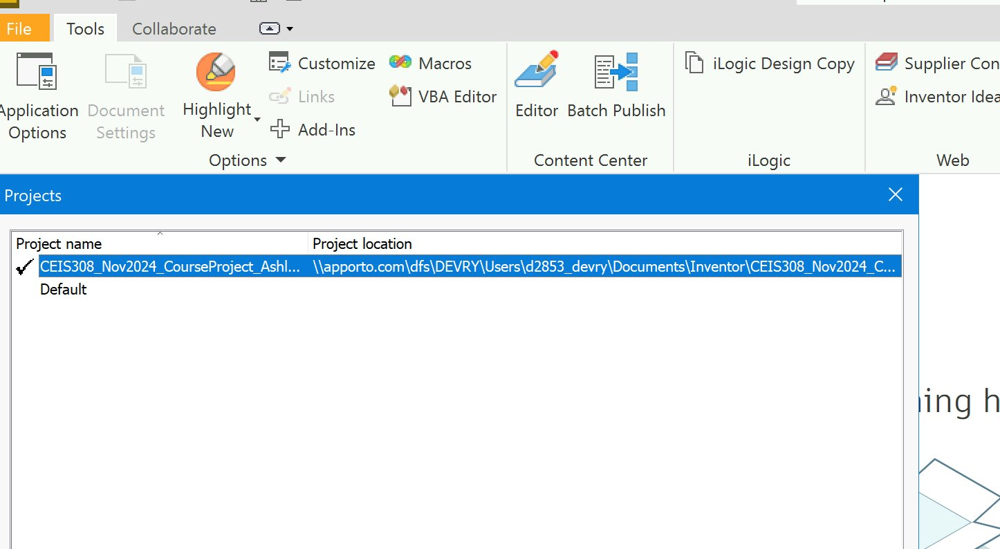 File Tools Collaborate
Customize Macros iLogic Design Copy Supplier Con
Links VBA Editor Inventor Idea
Application Document Highlight Editor Batch Publish
Options Settings New Add-Ins
Options Content Center iLogic Web
Projects
Project name Project location
CEIS308_Nov2024_CourseProject_Ashl... \\apporto.com\dfs\DEVRY\Users\d2853_devry\Documents\Inventor\CEIS308_Nov2024_C...
Default
ing h